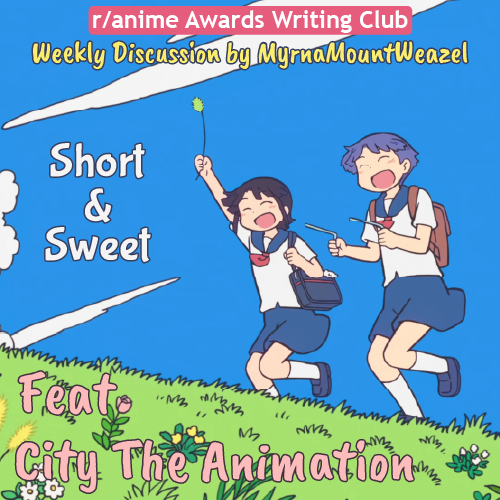 r/anime Awards Writing Club
Weekly Discussion by MyrnaMountWeazel
Short
&
Sweet
Feat.
City The Animation